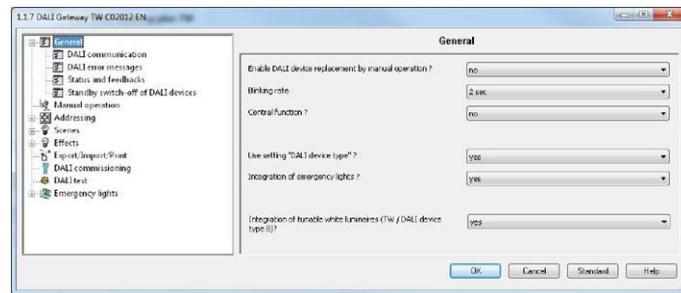 1.1.7 DALI Gateway TW C02012 EN
General
DALI communication
DALI error messages
Status and feedbacks
Standby switch-off of DALI devices
Manual operation
Addressing
Scenes
Effects
Export/Import/Print
DALI commissioning
DALI test
Emergency lights
General
Enable DALI device replacement by manual operation ?
no
Blinking rate
2 sec
Central function ?
no
Use setting "DALI device type" ?
yes
Integration of emergency lights ?
yes
Integration of tunable white luminaires (TW / DALI device
type 8)?
yes
OK
Cancel
Standard
Help